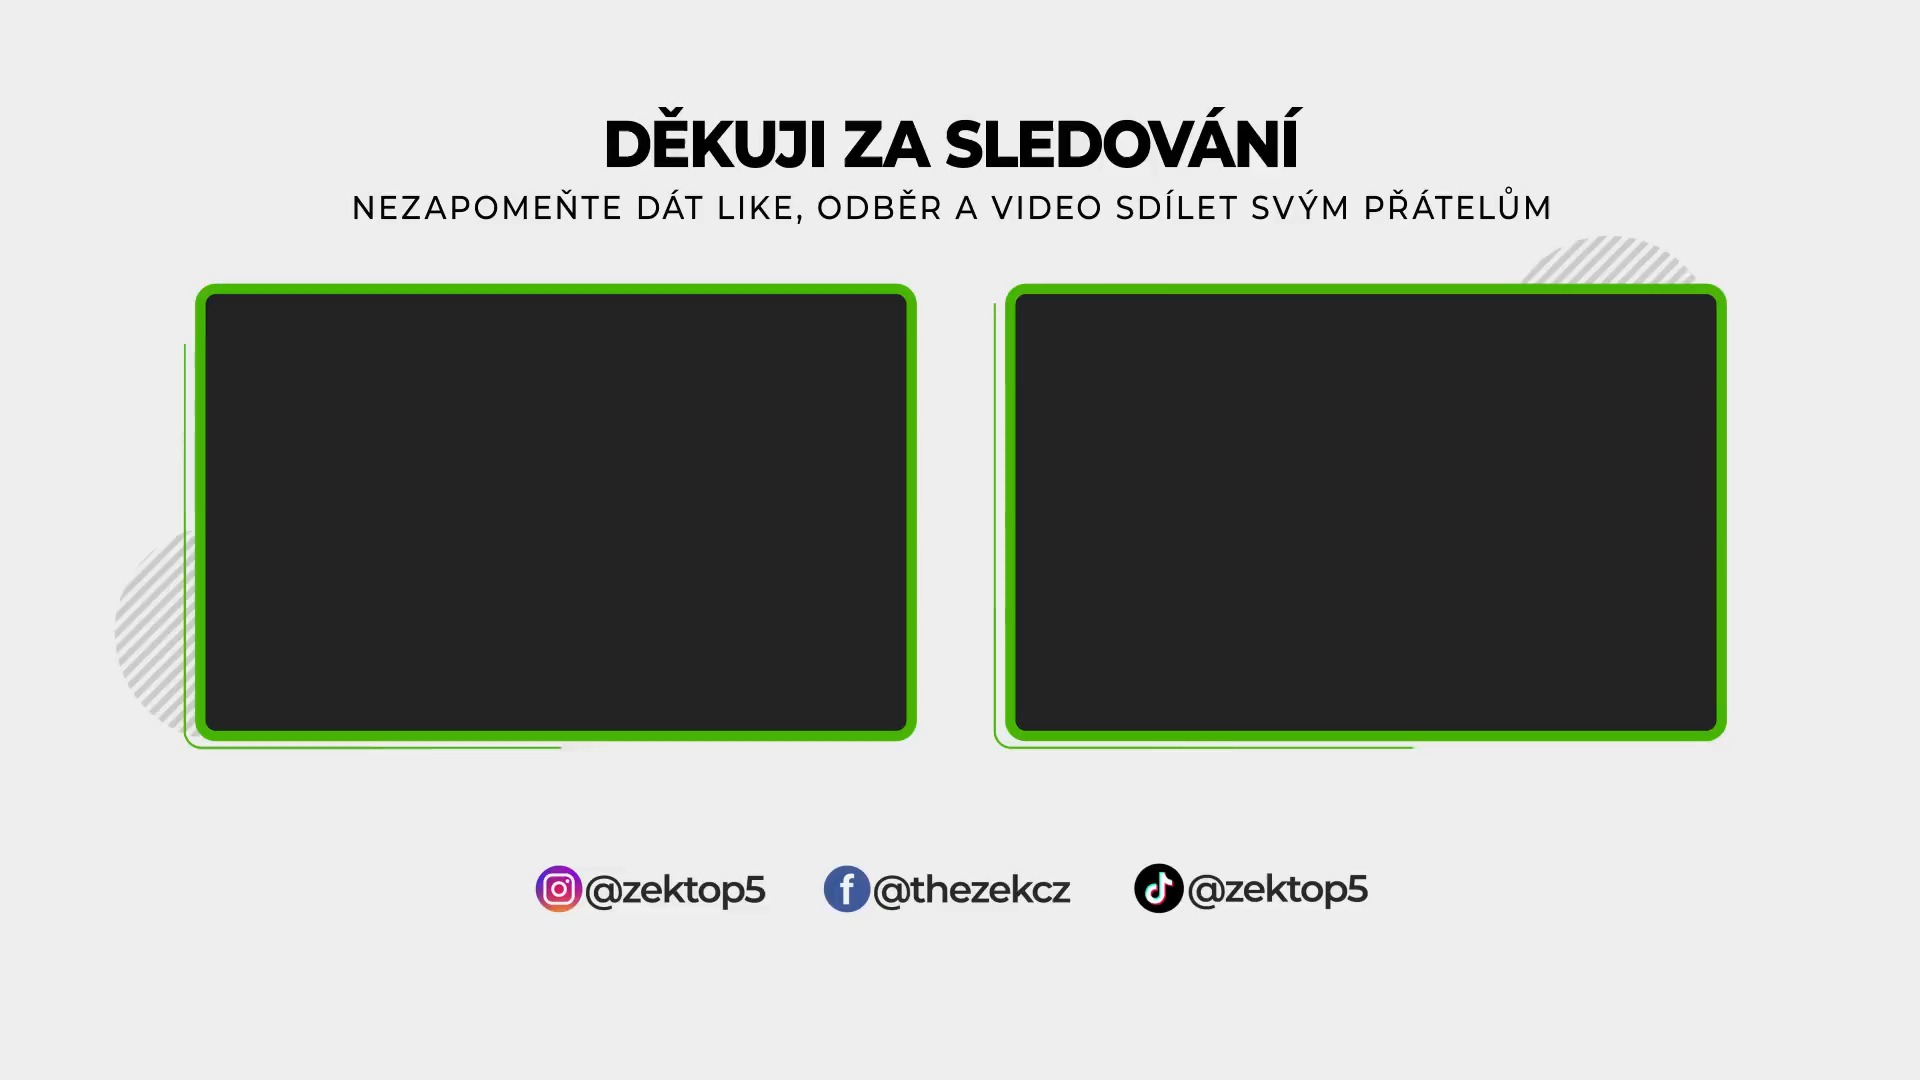 DĚKUJI ZA SLEDOVÁNÍ
NEZAPOMEŇTE DÁT LIKE, ODBĚR A VIDEO SDÍLET SVÝM PŘÁTELŮM
@zektop5 @thezekcz @zektop5